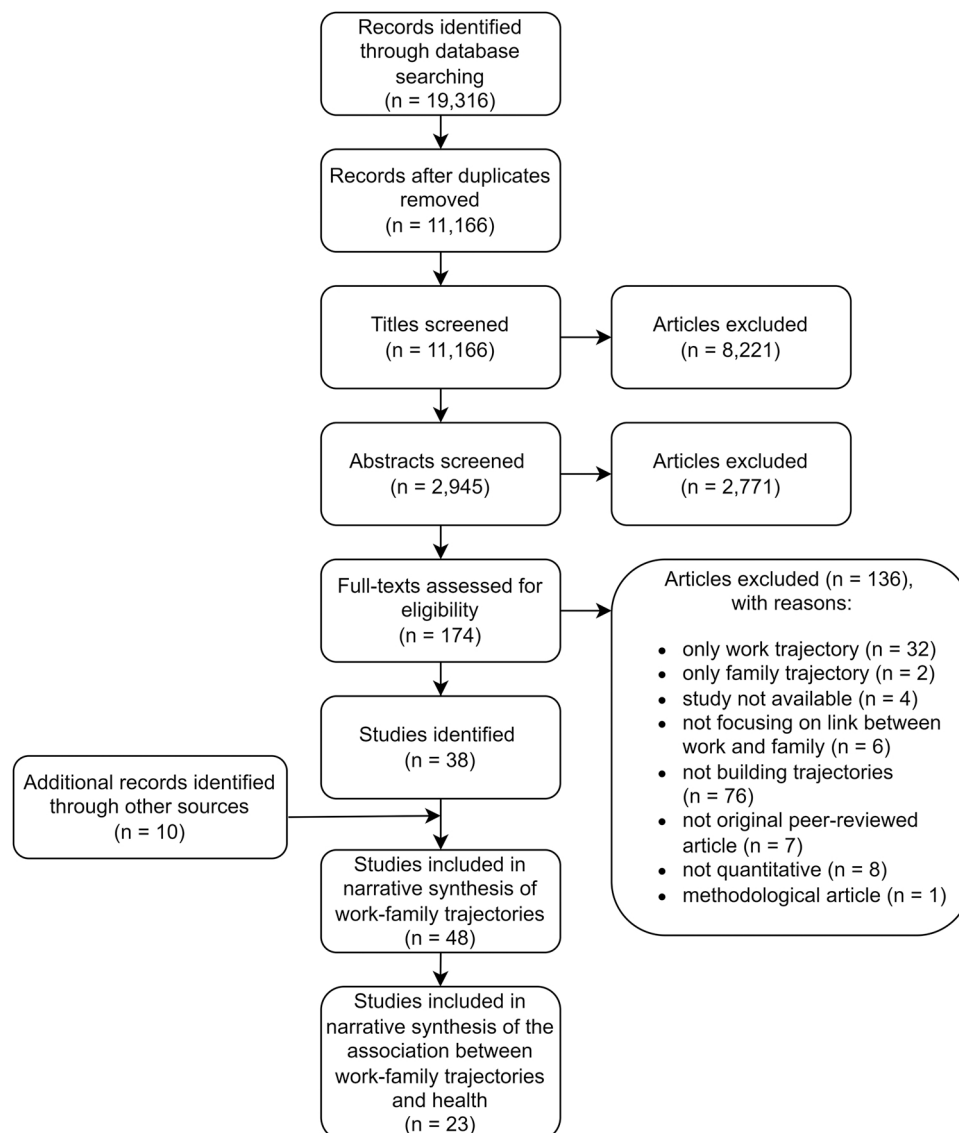 Records identified
through database
searching
(n = 19,316)
Records after duplicates
removed
(n = 11,166)
Titles screened
(n = 11,166)
Articles excluded
(n = 8,221)
Abstracts screened
(n = 2,945)
Articles excluded
(n = 2,771)
Full-texts assessed for
eligibility
(n = 174)
Articles excluded (n = 136),
with reasons:
• only work trajectory (n = 32)
• only family trajectory (n = 2)
• study not available (n = 4)
• not focusing on link between
work and family (n = 6)
• not building trajectories
(n = 76)
• not original peer-reviewed
article (n = 7)
• not quantitative (n = 8)
• methodological article (n = 1)
Studies identified
(n = 38)
Additional records identified
through other sources
(n = 10)
Studies included in
narrative synthesis of
work-family trajectories
(n = 48)
Studies included in
narrative synthesis of the
association between
work-family trajectories
and health
(n = 23)